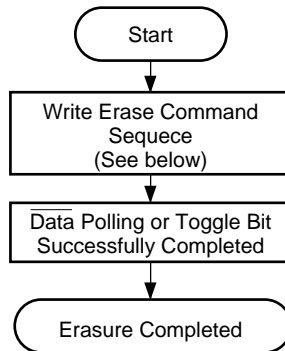 Start
Write Erase Command
Sequece
(See below)
Data Polling or Toggle Bit
Successfully Completed
Erasure Completed